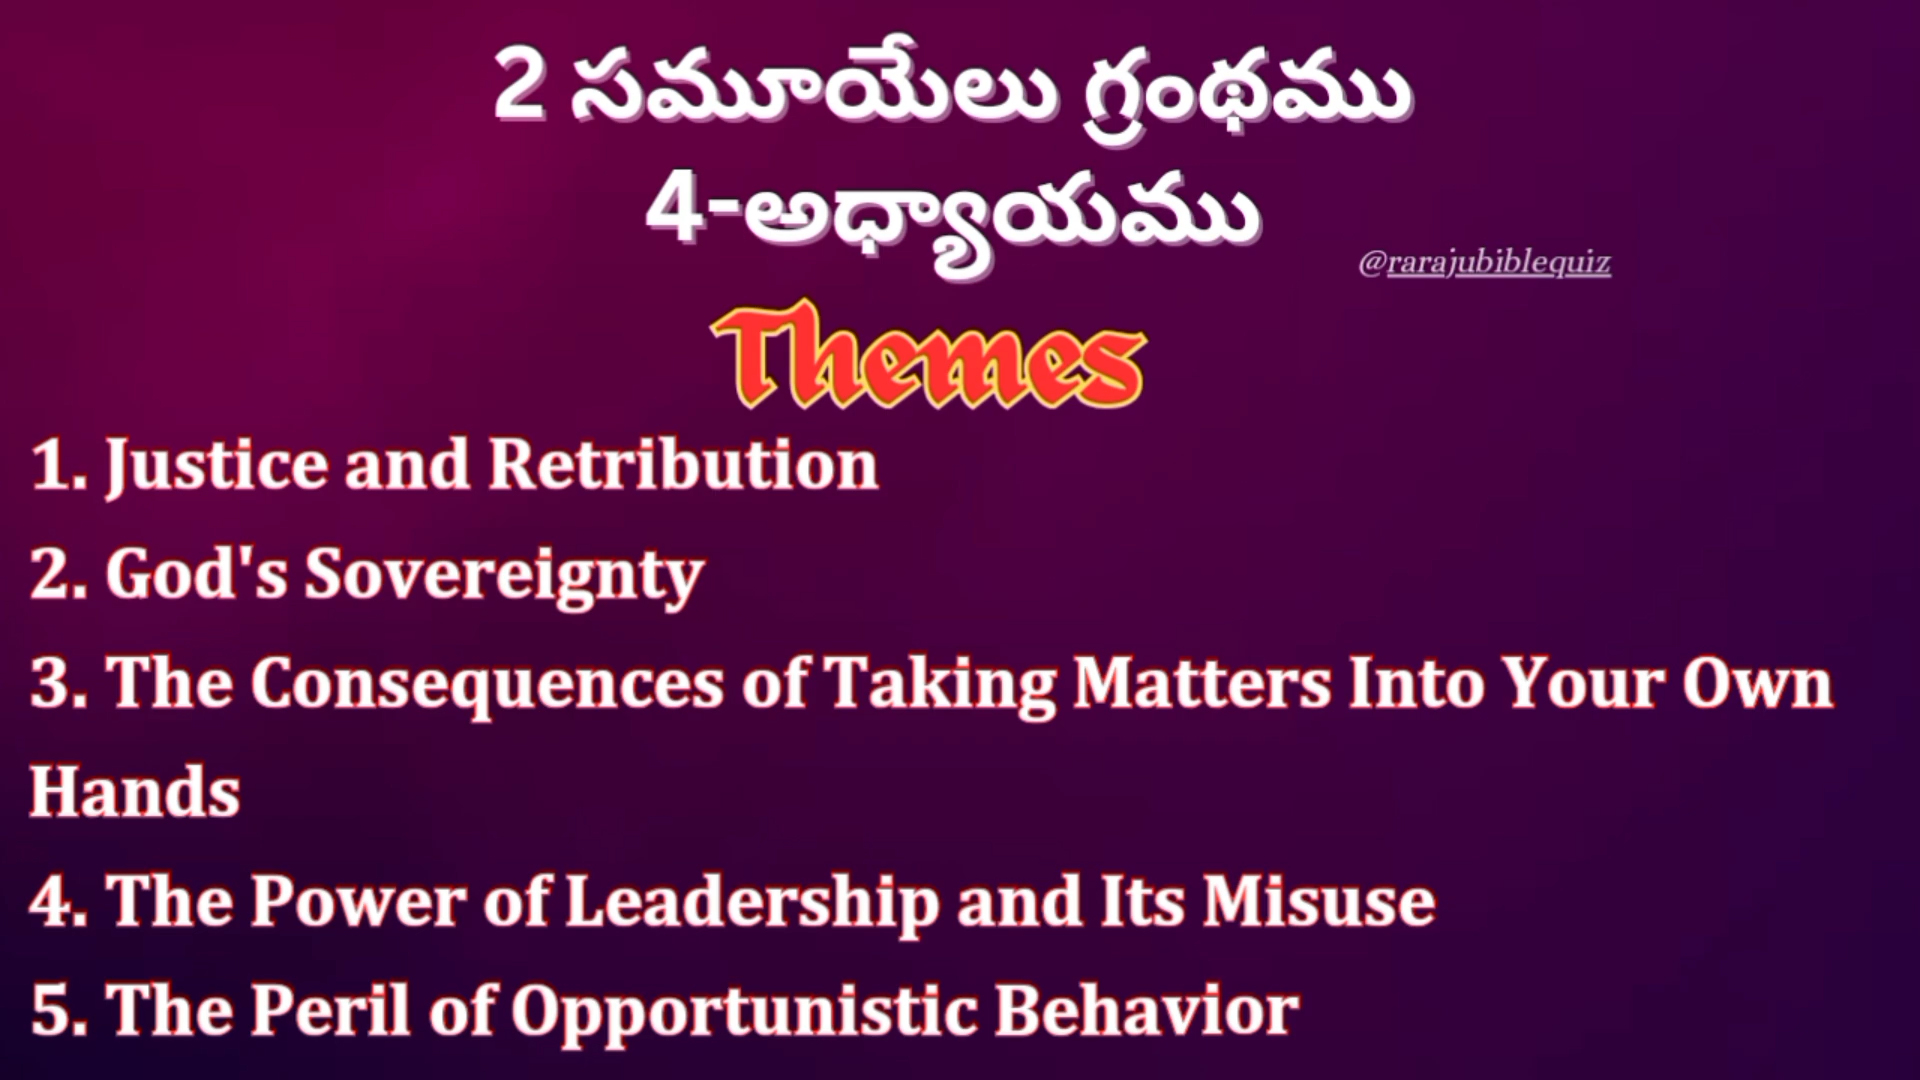 2 సమూయేలు గ్రంథము
4-అధ్యాయము
@rarajubiblequiz
Themes
1. Justice and Retribution
2. God's Sovereignty
3. The Consequences of Taking Matters Into Your Own
Hands
4. The Power of Leadership and Its Misuse
5. The Peril of Opportunistic Behavior